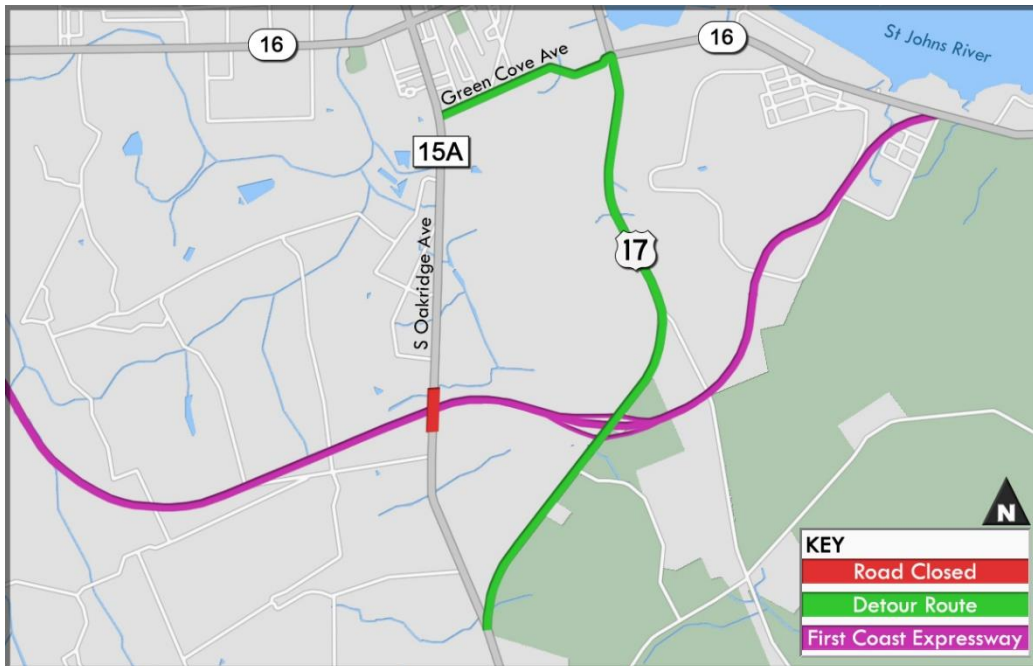 16
Green Cove Ave
16
St Johns River
15A
S Oakridge Ave
17
N
KEY
Road Closed
Detour Route
First Coast Expressway